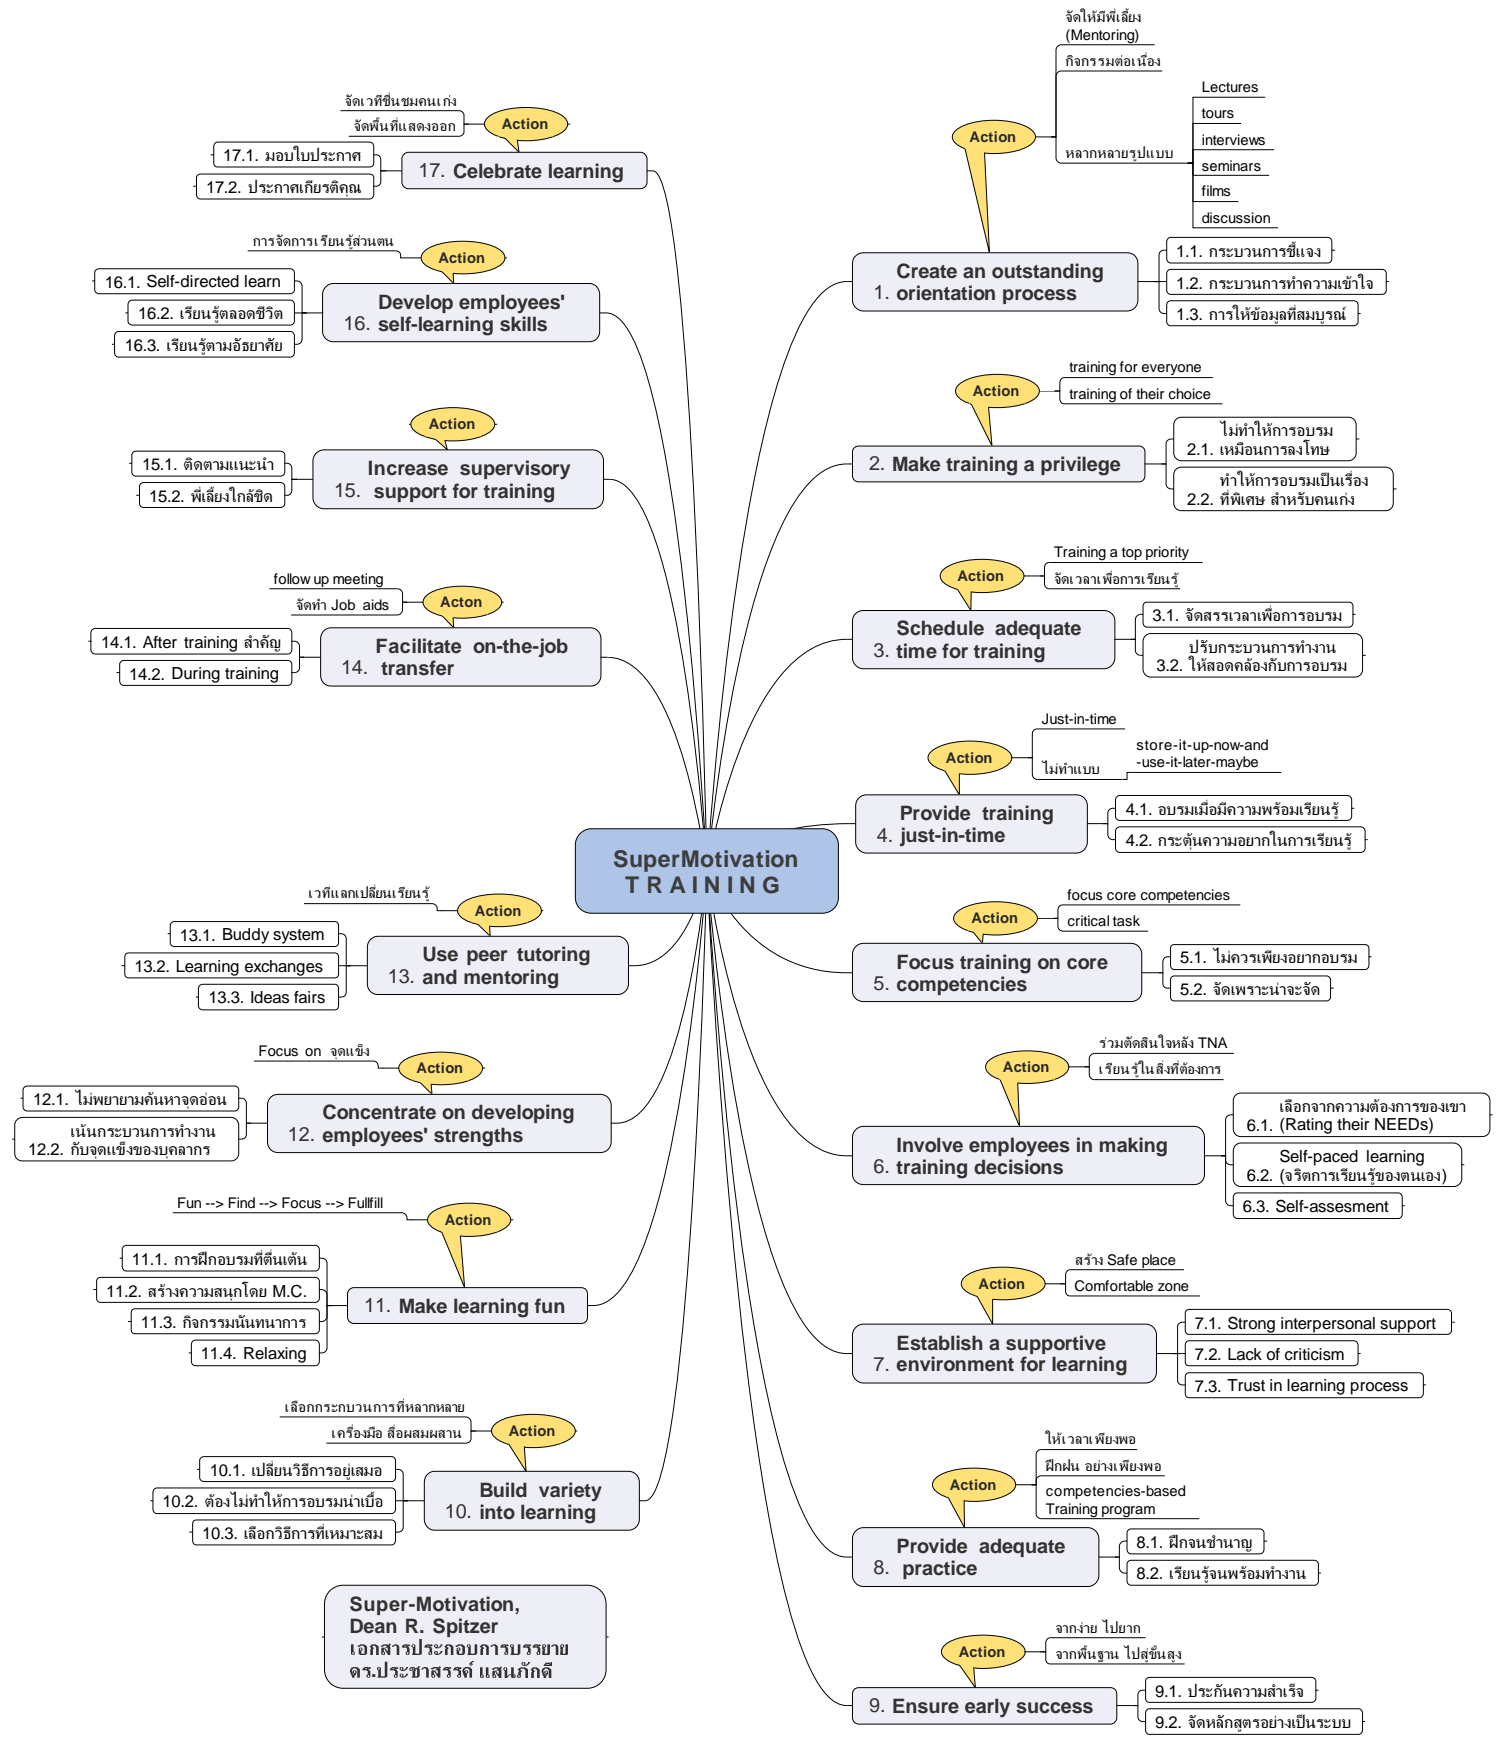 SuperMotivation
T R A I N I N G
จัดให้มีพี่เลี้ยง
(Mentoring)
กิจกรรมต่อเนื่อง
หลากหลายรูปแบบ
Lectures
tours
interviews
seminars
films
discussion
Action
1. Create an outstanding
orientation process
1.1. กระบวนการชี้แจง
1.2. กระบวนการทำความเข้าใจ
1.3. การให้ข้อมูลที่สมบูรณ์
training for everyone
training of their choice
Action
2. Make training a privilege
ไม่ทำให้การอบรม
2.1. เหมือนการลงโทษ
ทำให้การอบรมเป็นเรื่อง
2.2. ที่พิเศษ สำหรับคนเก่ง
Training a top priority
จัดเวลาเพื่อการเรียนรู้
Action
Schedule adequate
3. time for training
3.1. จัดสรรเวลาเพื่อการอบรม
ปรับกระบวนการทำงาน
3.2. ให้สอดคล้องกับการอบรม
Just-in-time
ไม่ทำแบบ
store-it-up-now-and
-use-it-later-maybe
Action
Provide training
4. just-in-time
4.1. อบรมเมื่อมีความพร้อมเรียนรู้
4.2. กระตุ้นความอยากในการเรียนรู้
focus core competencies
critical task
Action
Focus training on core
5. competencies
5.1. ไม่ควรเพียงอยากอบรม
5.2. จัดเพราะน่าจะจัด
ร่วมตัดสินใจหลัง TNA
เรียนรู้ในสิ่งที่ต้องการ
Action
Involve employees in making
6. training decisions
เลือกจากความต้องการของเขา
6.1. (Rating their NEEDs)
Self-paced learning
6.2. (จริตการเรียนรู้ของตนเอง)
6.3. Self-assesment
สร้าง Safe place
Comfortable zone
Action
Establish a supportive
7. environment for learning
7.1. Strong interpersonal support
7.2. Lack of criticism
7.3. Trust in learning process
ให้เวลาเพียงพอ
ฝึกฝน อย่างเพียงพอ
competencies-based
Training program
Action
Provide adequate
8. practice
8.1. ฝึกจนชำนาญ
8.2. เรียนรู้จนพร้อมทำงาน
จากง่าย ไปยาก
จากพื้นฐาน ไปสู่ขั้นสูง
Action
9. Ensure early success
9.1. ประกันความสำเร็จ
9.2. จัดหลักสูตรอย่างเป็นระบบ
เลือกกระกบวนการที่หลากหลาย
เครื่องมือ สื่อผสมผสาน
Action
Build variety
10. into learning
10.1. เปลี่ยนวิธีการอยู่เสมอ
10.2. ต้องไม่ทำให้การอบรมน่าเบื่อ
10.3. เลือกวิธีการที่เหมาะสม
Fun --> Find --> Focus --> Fullfill
Action
11. Make learning fun
11.1. การฝึกอบรมที่ตื่นเต้น
11.2. สร้างความสนุกโดย M.C.
11.3. กิจกรรมนันทนาการ
11.4. Relaxing
Focus on จุดแข็ง
Action
Concentrate on developing
12. employees' strengths
12.1. ไม่พยายามค้นหาจุดอ่อน
เน้นกระบวนการทำงาน
12.2. กับจุดแข็งของบุคลากร
เวทีแลกเปลี่ยนเรียนรู้
Action
Use peer tutoring
13. and mentoring
13.1. Buddy system
13.2. Learning exchanges
13.3. Ideas fairs
follow up meeting
จัดทำ Job aids
Acton
Facilitate on-the-job
14. transfer
14.1. After training สำคัญ
14.2. During training
Action
Increase supervisory
15. support for training
15.1. ติดตามแนะนำ
15.2. พี่เลี้ยงใกล้ชิด
การจัดการเรียนรู้ส่วนตน
Action
Develop employees'
16. self-learning skills
16.1. Self-directed learn
16.2. เรียนรู้ตลอดชีวิต
16.3. เรียนรู้ตามอัธยาศัย
จัดเวทีชื่นชมคนเก่ง
จัดพื้นที่แสดงออก
Action
17. Celebrate learning
17.1. มอบใบประกาศ
17.2. ประกาศเกียรติคุณ
Super-Motivation,
Dean R. Spitzer
เอกสารประกอบการบรรยาย
ดร.ประชาสรรค์ แสนภักดี